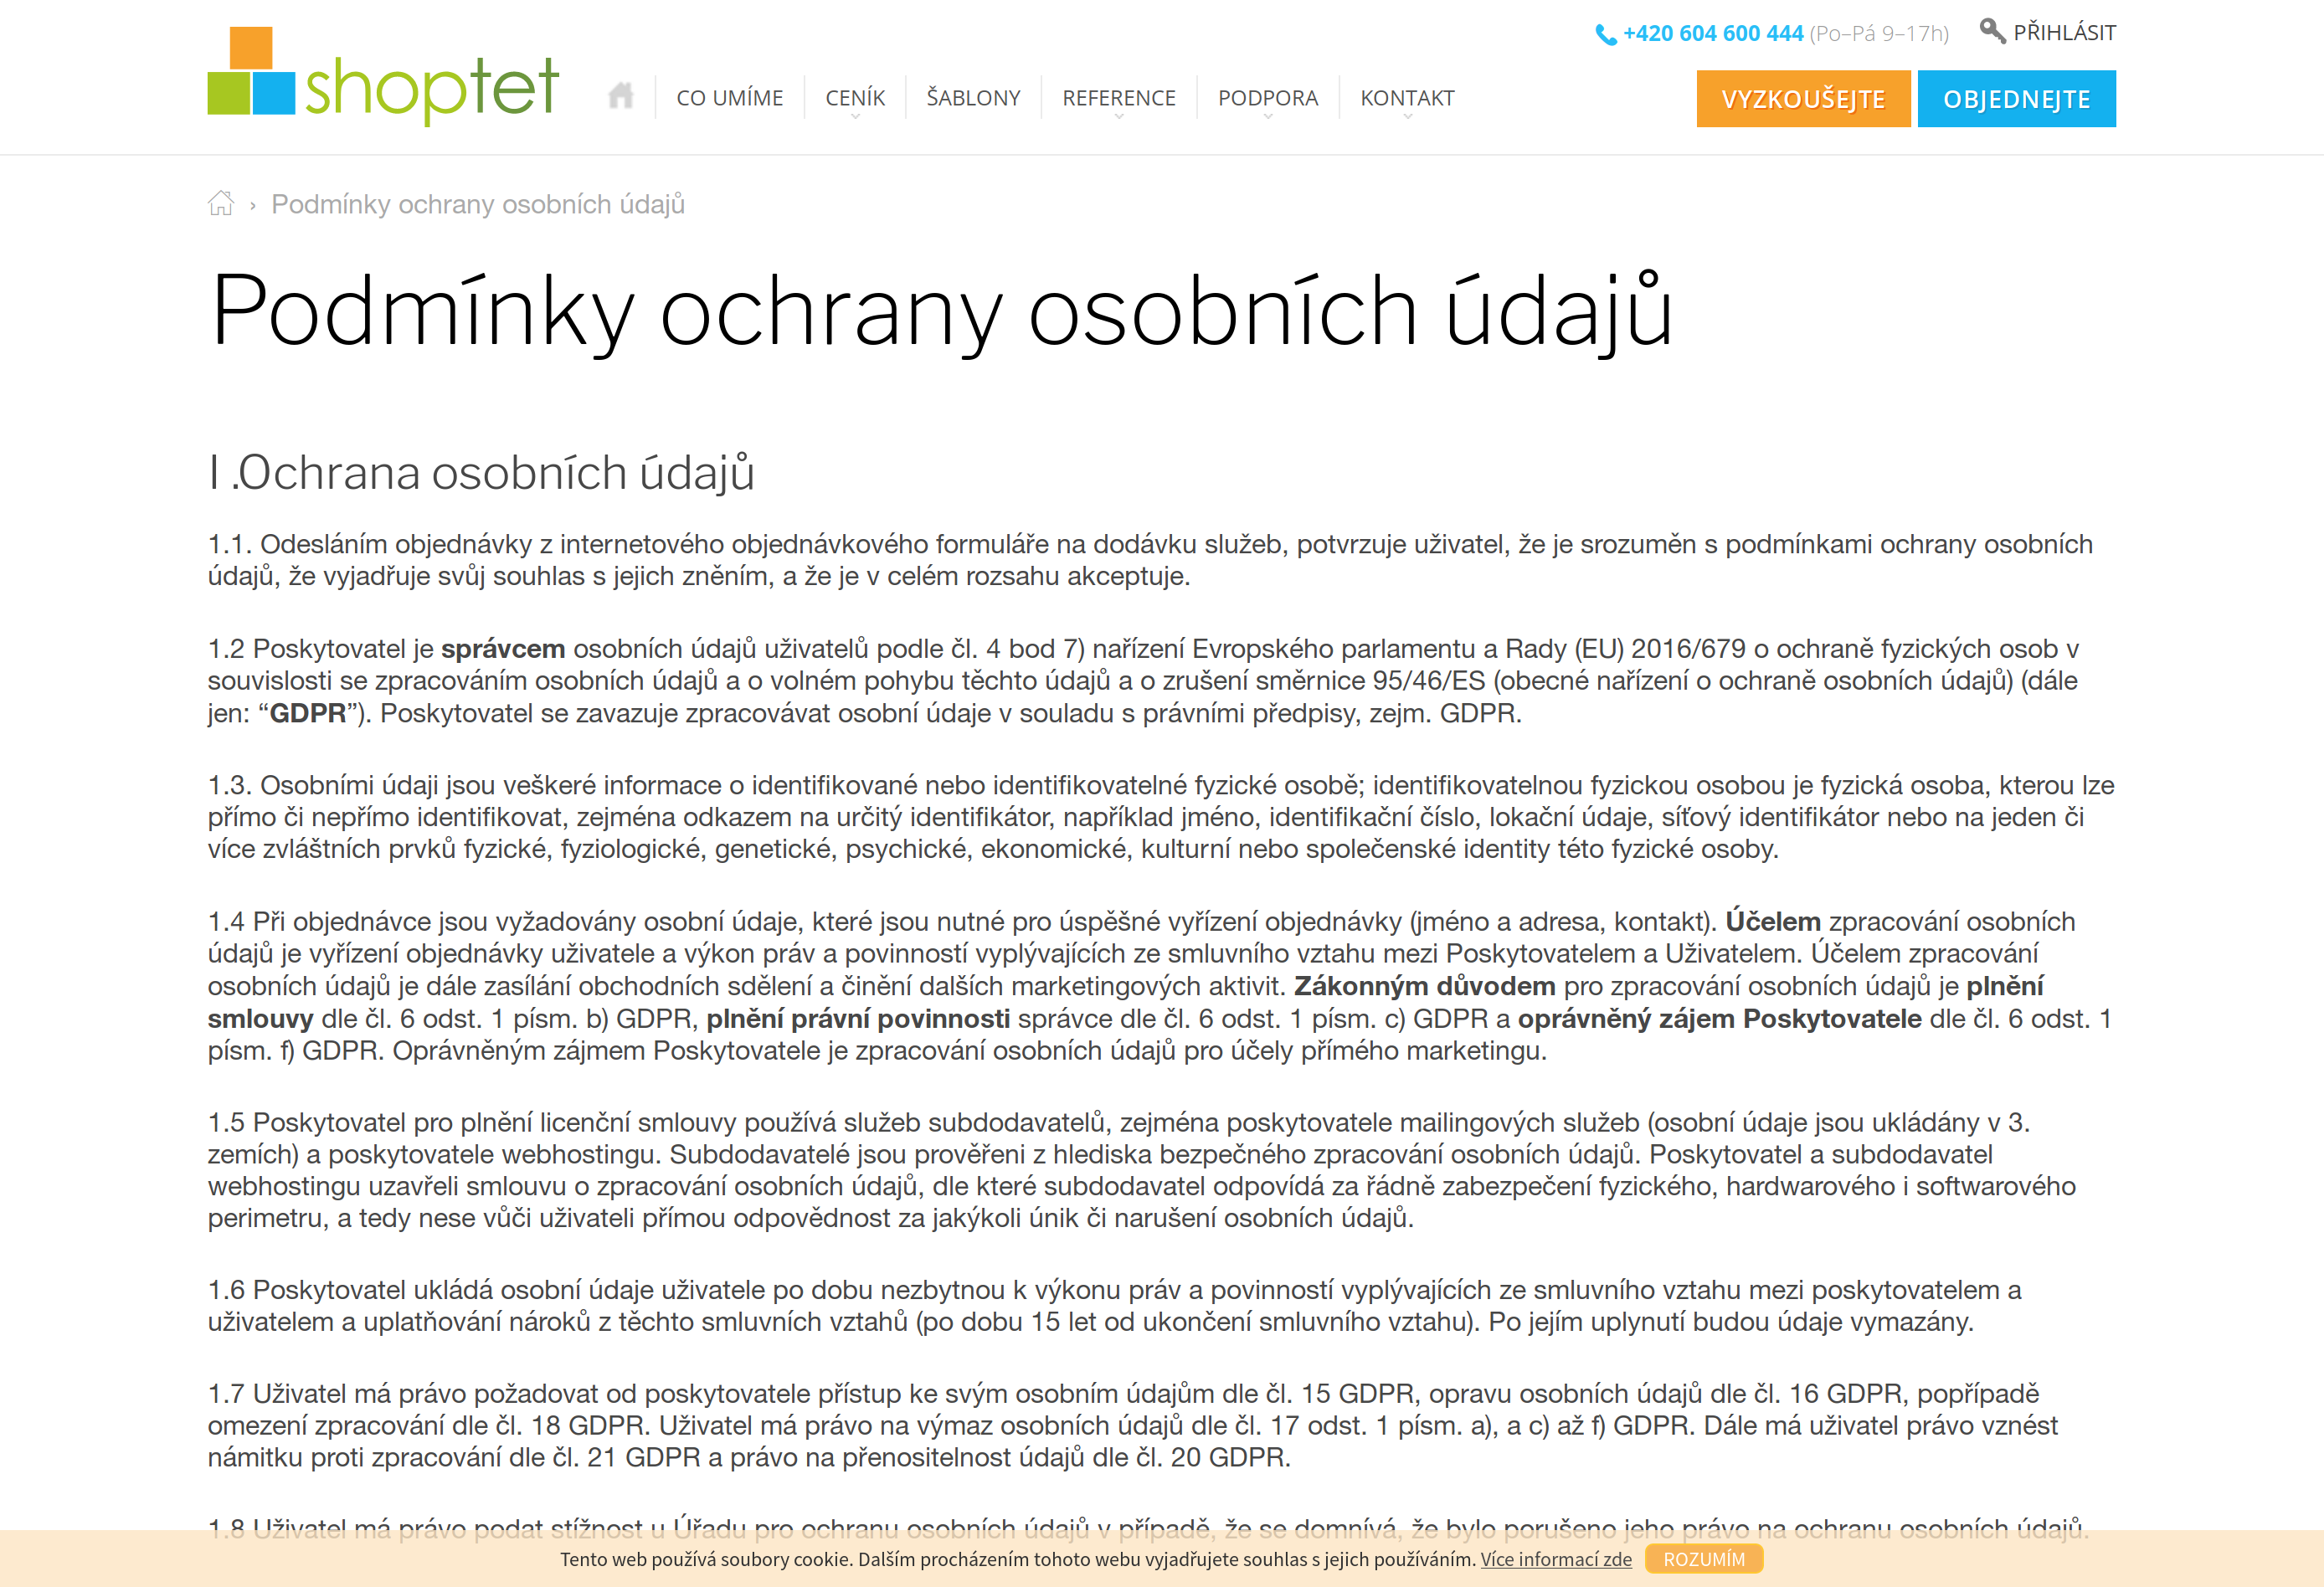 +420 604 600 444 (Po–Pá 9–17h) PŘIHLÁSIT
shoptet
CO UMÍME CENÍK ŠABLONY REFERENCE PODPORA KONTAKT VYZKOUŠEJTE OBJEDNEJTE
› Podmínky ochrany osobních údajů
Podmínky ochrany osobních údajů
I .Ochrana osobních údajů
1.1. Odesláním objednávky z internetového objednávkového formuláře na dodávku služeb, potvrzuje uživatel, že je srozuměn s podmínkami ochrany osobních
údajů, že vyjadřuje svůj souhlas s jejich zněním, a že je v celém rozsahu akceptuje.
1.2 Poskytovatel je správcem osobních údajů uživatelů podle čl. 4 bod 7) nařízení Evropského parlamentu a Rady (EU) 2016/679 o ochraně fyzických osob v
souvislosti se zpracováním osobních údajů a o volném pohybu těchto údajů a o zrušení směrnice 95/46/ES (obecné nařízení o ochraně osobních údajů) (dále
jen: “GDPR”). Poskytovatel se zavazuje zpracovávat osobní údaje v souladu s právními předpisy, zejm. GDPR.
1.3. Osobními údaji jsou veškeré informace o identifikované nebo identifikovatelné fyzické osobě; identifikovatelnou fyzickou osobou je fyzická osoba, kterou lze
přímo či nepřímo identifikovat, zejména odkazem na určitý identifikátor, například jméno, identifikační číslo, lokační údaje, síťový identifikátor nebo na jeden či
více zvláštních prvků fyzické, fyziologické, genetické, psychické, ekonomické, kulturní nebo společenské identity této fyzické osoby.
1.4 Při objednávce jsou vyžadovány osobní údaje, které jsou nutné pro úspěšné vyřízení objednávky (jméno a adresa, kontakt). Účelem zpracování osobních
údajů je vyřízení objednávky uživatele a výkon práv a povinností vyplývajících ze smluvního vztahu mezi Poskytovatelem a Uživatelem. Účelem zpracování
osobních údajů je dále zasílání obchodních sdělení a činění dalších marketingových aktivit. Zákonným důvodem pro zpracování osobních údajů je plnění
smlouvy dle čl. 6 odst. 1 písm. b) GDPR, plnění právní povinnosti správce dle čl. 6 odst. 1 písm. c) GDPR a oprávněný zájem Poskytovatele dle čl. 6 odst. 1
písm. f) GDPR. Oprávněným zájmem Poskytovatele je zpracování osobních údajů pro účely přímého marketingu.
1.5 Poskytovatel pro plnění licenční smlouvy používá služeb subdodavatelů, zejména poskytovatele mailingových služeb (osobní údaje jsou ukládány v 3.
zemích) a poskytovatele webhostingu. Subdodavatelé jsou prověřeni z hlediska bezpečného zpracování osobních údajů. Poskytovatel a subdodavatel
webhostingu uzavřeli smlouvu o zpracování osobních údajů, dle které subdodavatel odpovídá za řádně zabezpečení fyzického, hardwarového i softwarového
perimetru, a tedy nese vůči uživateli přímou odpovědnost za jakýkoli únik či narušení osobních údajů.
1.6 Poskytovatel ukládá osobní údaje uživatele po dobu nezbytnou k výkonu práv a povinností vyplývajících ze smluvního vztahu mezi poskytovatelem a
uživatelem a uplatňování nároků z těchto smluvních vztahů (po dobu 15 let od ukončení smluvního vztahu). Po jejím uplynutí budou údaje vymazány.
1.7 Uživatel má právo požadovat od poskytovatele přístup ke svým osobním údajům dle čl. 15 GDPR, opravu osobních údajů dle čl. 16 GDPR, popřípadě
omezení zpracování dle čl. 18 GDPR. Uživatel má právo na výmaz osobních údajů dle čl. 17 odst. 1 písm. a), a c) až f) GDPR. Dále má uživatel právo vznést
námitku proti zpracování dle čl. 21 GDPR a právo na přenositelnost údajů dle čl. 20 GDPR.
1.8 Uživatel má právo podat stížnost u Úřadu pro ochranu osobních údajů v případě, že se domnívá, že bylo porušeno jeho právo na ochranu osobních údajů.
Tento web používá soubory cookie. Dalším procházením tohoto webu vyjadřujete souhlas s jejich používáním. Více informací zde ROZUMÍM